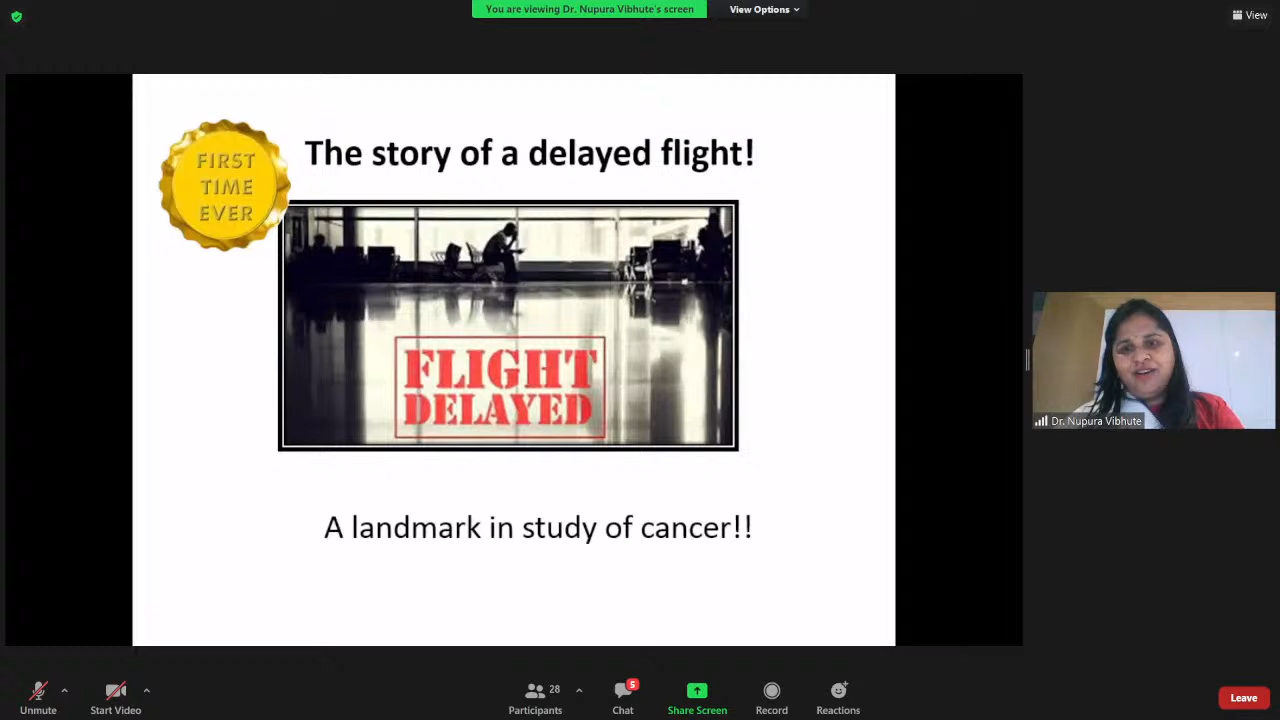 You are viewing Dr. Nupura Vibhute's screen
View Options
View
FIRST
TIME
EVER
The story of a delayed flight!
FLIGHT
DELAYED
A landmark in study of cancer!!
Dr. Nupura Vibhute
Unmute
Start Video
28
Participants
5
Chat
Share Screen
Record
Reactions
Leave